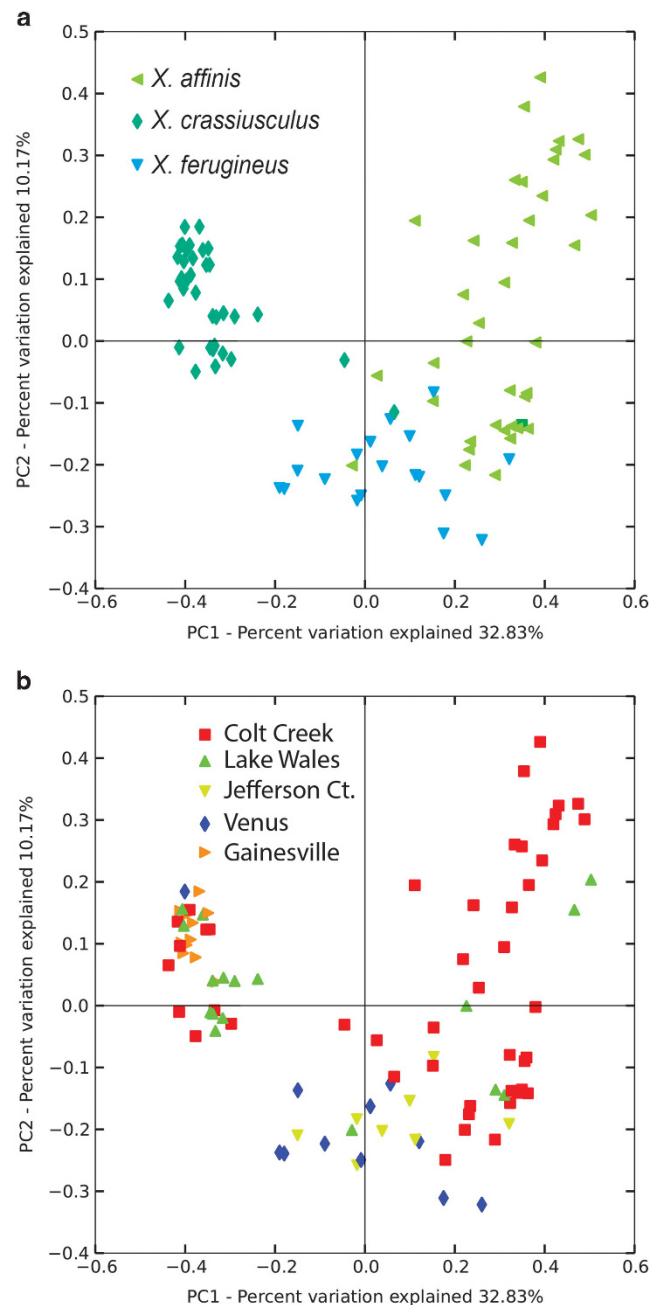 a
0.5
0.4
0.3
0.2
0.1
0.0
−0.1
−0.2
−0.3
−0.4
PC2 - Percent variation explained 10.17%
X. affinis
X. crassiusculus
X. ferugineus
−0.6
−0.4
−0.2
0.0
0.2
0.4
0.6
PC1 - Percent variation explained 32.83%
b
0.5
0.4
0.3
0.2
0.1
0.0
−0.1
−0.2
−0.3
−0.4
PC2 - Percent variation explained 10.17%
Colt Creek
Lake Wales
Jefferson Ct.
Venus
Gainesville
−0.6
−0.4
−0.2
0.0
0.2
0.4
0.6
PC1 - Percent variation explained 32.83%